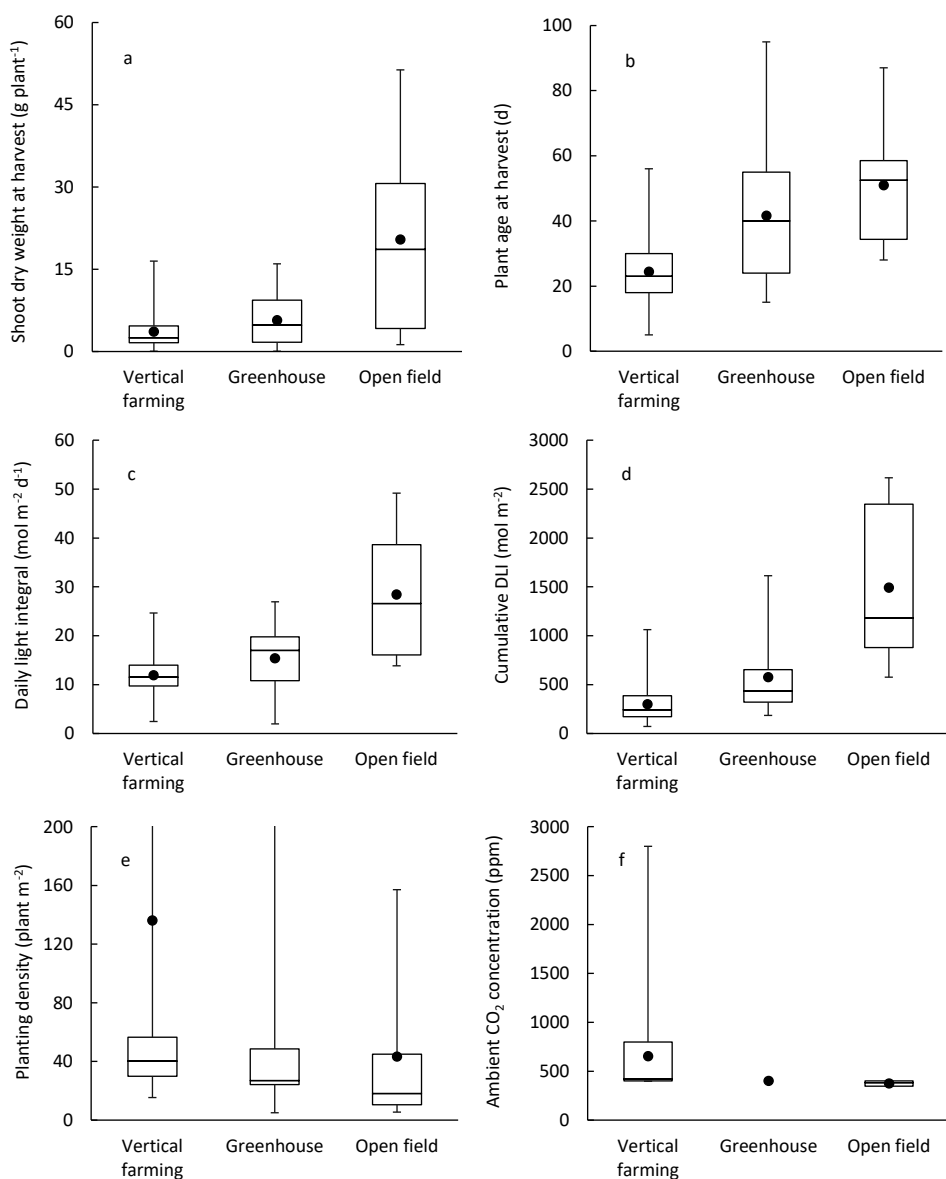 a
Shoot dry weight at harvest (g plant⁻¹)
60
45
30
15
0
Vertical farming
Greenhouse
Open field
b
Plant age at harvest (d)
100
80
60
40
20
0
Vertical farming
Greenhouse
Open field
c
Daily light integral (mol m⁻² d⁻¹)
60
50
40
30
20
10
0
Vertical farming
Greenhouse
Open field
d
Cumulative DLI (mol m⁻²)
3000
2500
2000
1500
1000
500
0
Vertical farming
Greenhouse
Open field
e
Planting density (plant m⁻²)
200
160
120
80
40
0
Vertical farming
Greenhouse
Open field
f
Ambient CO₂ concentration (ppm)
3000
2500
2000
1500
1000
500
0
Vertical farming
Greenhouse
Open field